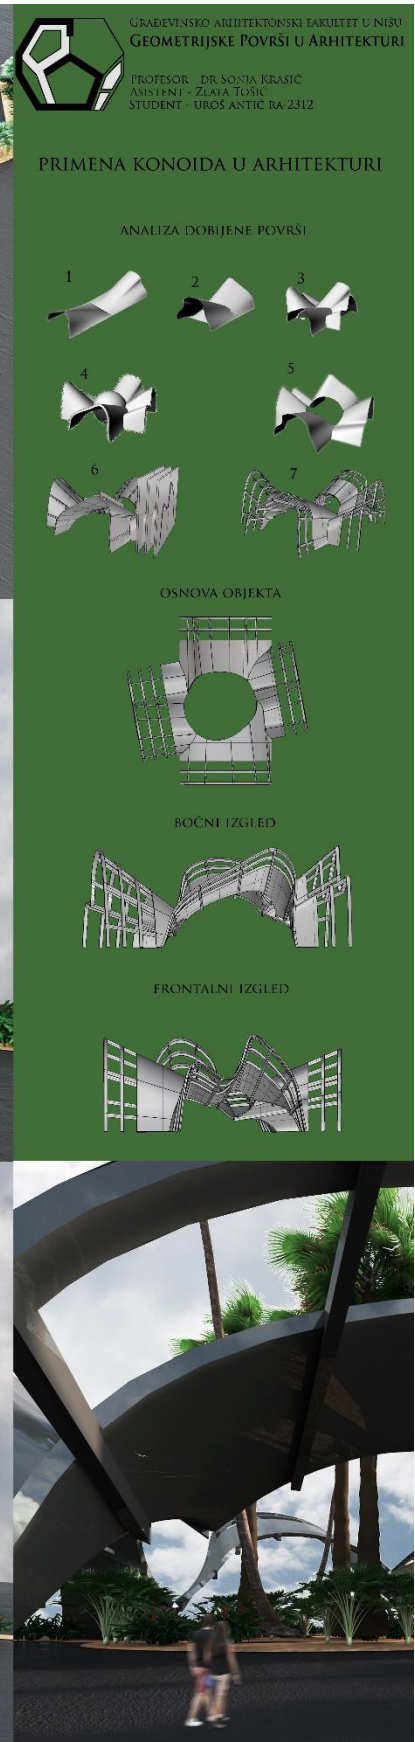 GRAĐEVINSKO ARHITEKTONSKI FAKULTET U NIŠU
GEOMETRIJSKE POVRŠI U ARHITEKTURI
PROFESOR - DR SONJA KRASIĆ
ASISTENT - ZLATA TOŠIĆ
STUDENT - UROŠ ANTIĆ RA-2312
PRIMENA KONOIDA U ARHITEKTURI
ANALIZA DOBIJENE POVRŠI
1 2 3
4 5
6 7
OSNOVA OBJEKTA
BOČNI IZGLED
FRONTALNI IZGLED